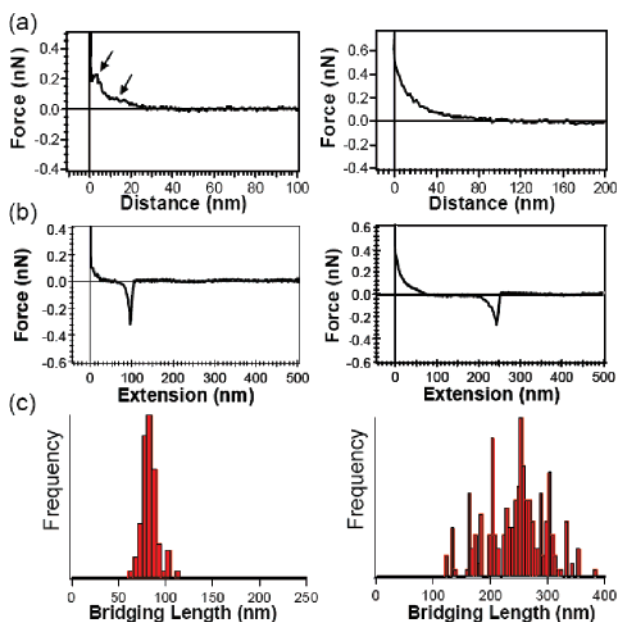 (a)
Force (nN)
0.4
0.2
0.0
-0.2
-0.4
0 20 40 60 80 100
Distance (nm)
Force (nN)
0.6
0.4
0.2
0.0
-0.2
-0.4
0 40 80 120 160 200
Distance (nm)
(b)
Force (nN)
0.4
0.2
0.0
-0.2
-0.4
-0.6
0 100 200 300 400 500
Extension (nm)
Force (nN)
0.6
0.4
0.2
0.0
-0.2
-0.4
-0.6
0 100 200 300 400 500
Extension (nm)
(c)
Frequency
0 50 100 150 200 250
Bridging Length (nm)
Frequency
0 100 200 300 400
Bridging Length (nm)